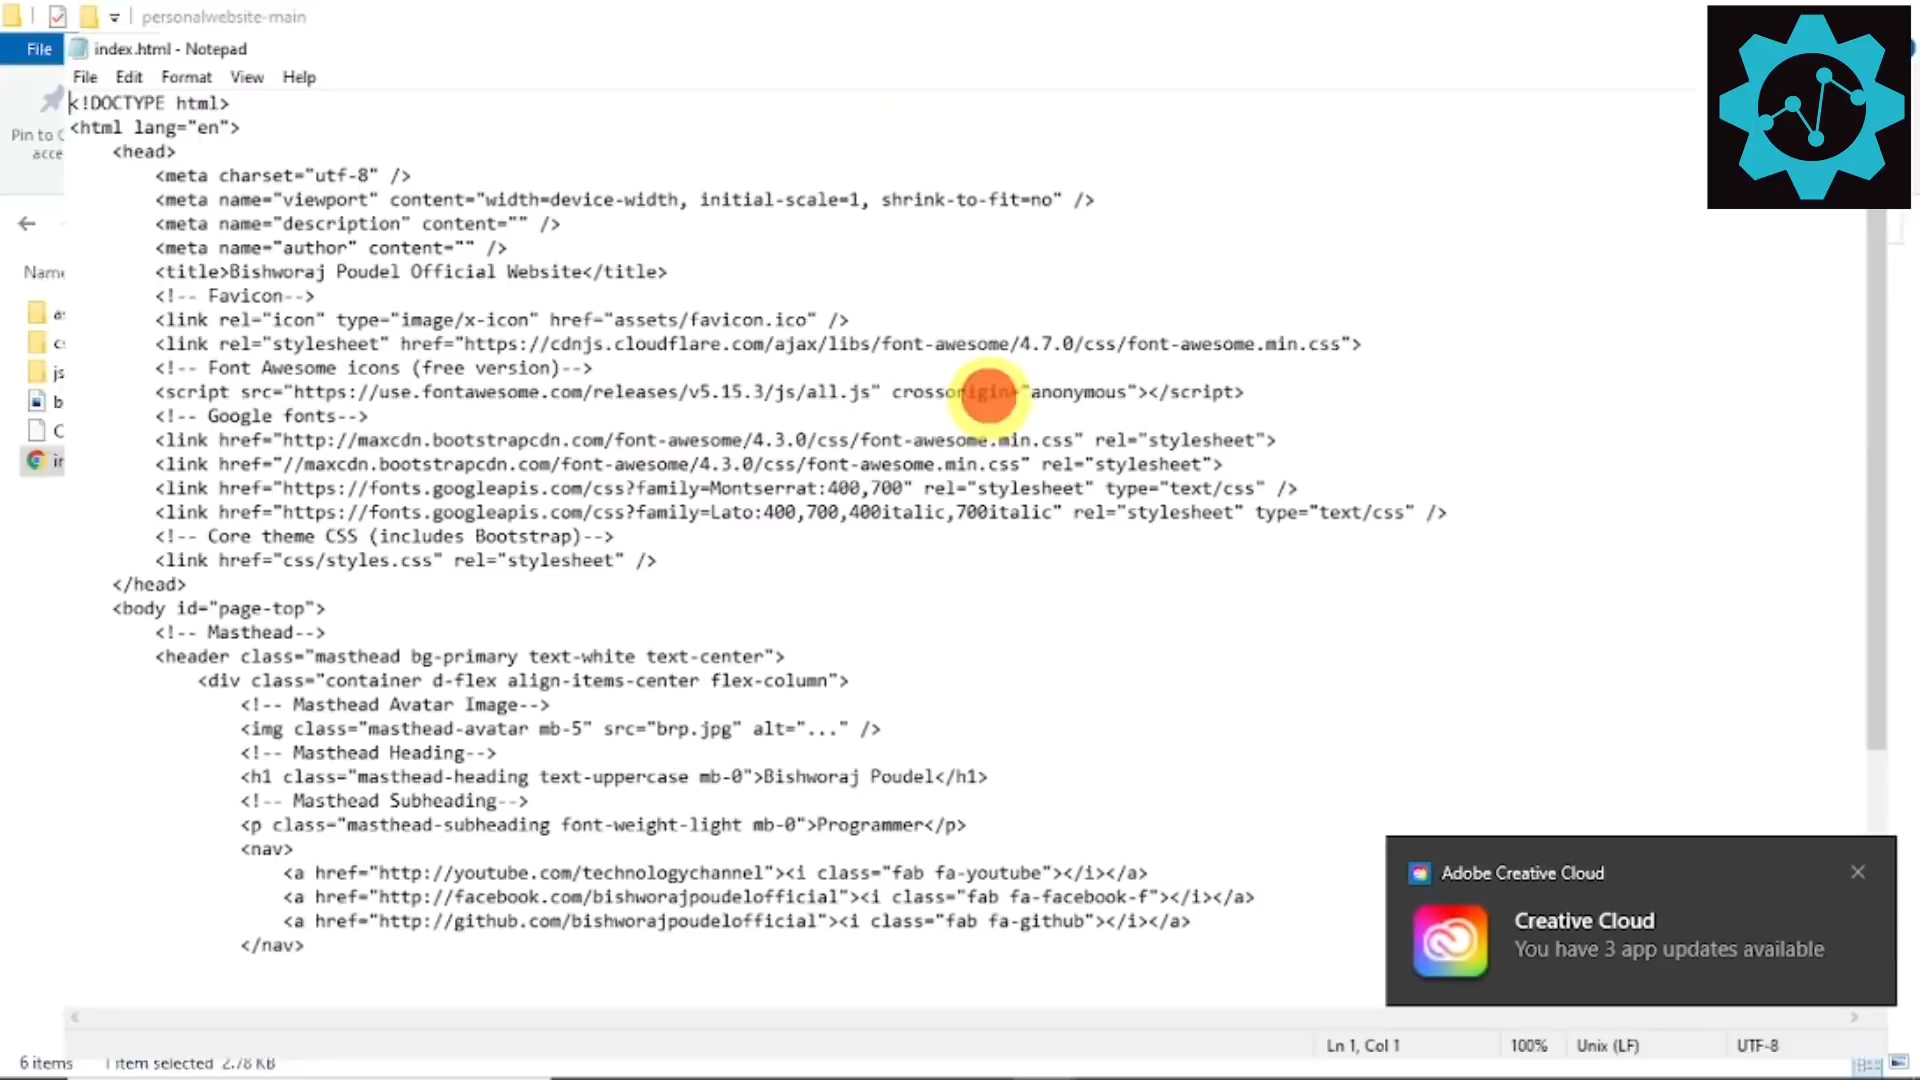 personalwebsite-main
File
index.html - Notepad
File Edit Format View Help
Pin to
acce
Name
<!DOCTYPE html>
<html lang="en">
<head>
<meta charset="utf-8" />
<meta name="viewport" content="width=device-width, initial-scale=1, shrink-to-fit=no" />
<meta name="description" content="" />
<meta name="author" content="" />
<title>Bishworaj Poudel Official Website</title>
<!-- Favicon-->
<link rel="icon" type="image/x-icon" href="assets/favicon.ico" />
<link rel="stylesheet" href="https://cdnjs.cloudflare.com/ajax/libs/font-awesome/4.7.0/css/font-awesome.min.css">
<!-- Font Awesome icons (free version)-->
<script src="https://use.fontawesome.com/releases/v5.15.3/js/all.js" crossorigin="anonymous"></script>
<!-- Google fonts-->
<link href="http://maxcdn.bootstrapcdn.com/font-awesome/4.3.0/css/font-awesome.min.css" rel="stylesheet">
<link href="//maxcdn.bootstrapcdn.com/font-awesome/4.3.0/css/font-awesome.min.css" rel="stylesheet">
<link href="https://fonts.googleapis.com/css?family=Montserrat:400,700" rel="stylesheet" type="text/css" />
<link href="https://fonts.googleapis.com/css?family=Lato:400,700,400italic,700italic" rel="stylesheet" type="text/css" />
<!-- Core theme CSS (includes Bootstrap)-->
<link href="css/styles.css" rel="stylesheet" />
</head>
<body id="page-top">
<!-- Masthead-->
<header class="masthead bg-primary text-white text-center">
<div class="container d-flex align-items-center flex-column">
<!-- Masthead Avatar Image-->
<img class="masthead-avatar mb-5" src="brp.jpg" alt="..." />
<!-- Masthead Heading-->
<h1 class="masthead-heading text-uppercase mb-0">Bishworaj Poudel</h1>
<!-- Masthead Subheading-->
<p class="masthead-subheading font-weight-light mb-0">Programmer</p>
<nav>
<a href="http://youtube.com/technologychannel"><i class="fab fa-youtube"></i></a>
<a href="http://facebook.com/bishworajpoudelofficial"><i class="fab fa-facebook-f"></i></a>
<a href="http://github.com/bishworajpoudelofficial"><i class="fab fa-github"></i></a>
</nav>
Adobe Creative Cloud
Creative Cloud
You have 3 app updates available
Ln 1, Col 1 100% Unix (LF) UTF-8
6 items 1 item selected 2.78 KB